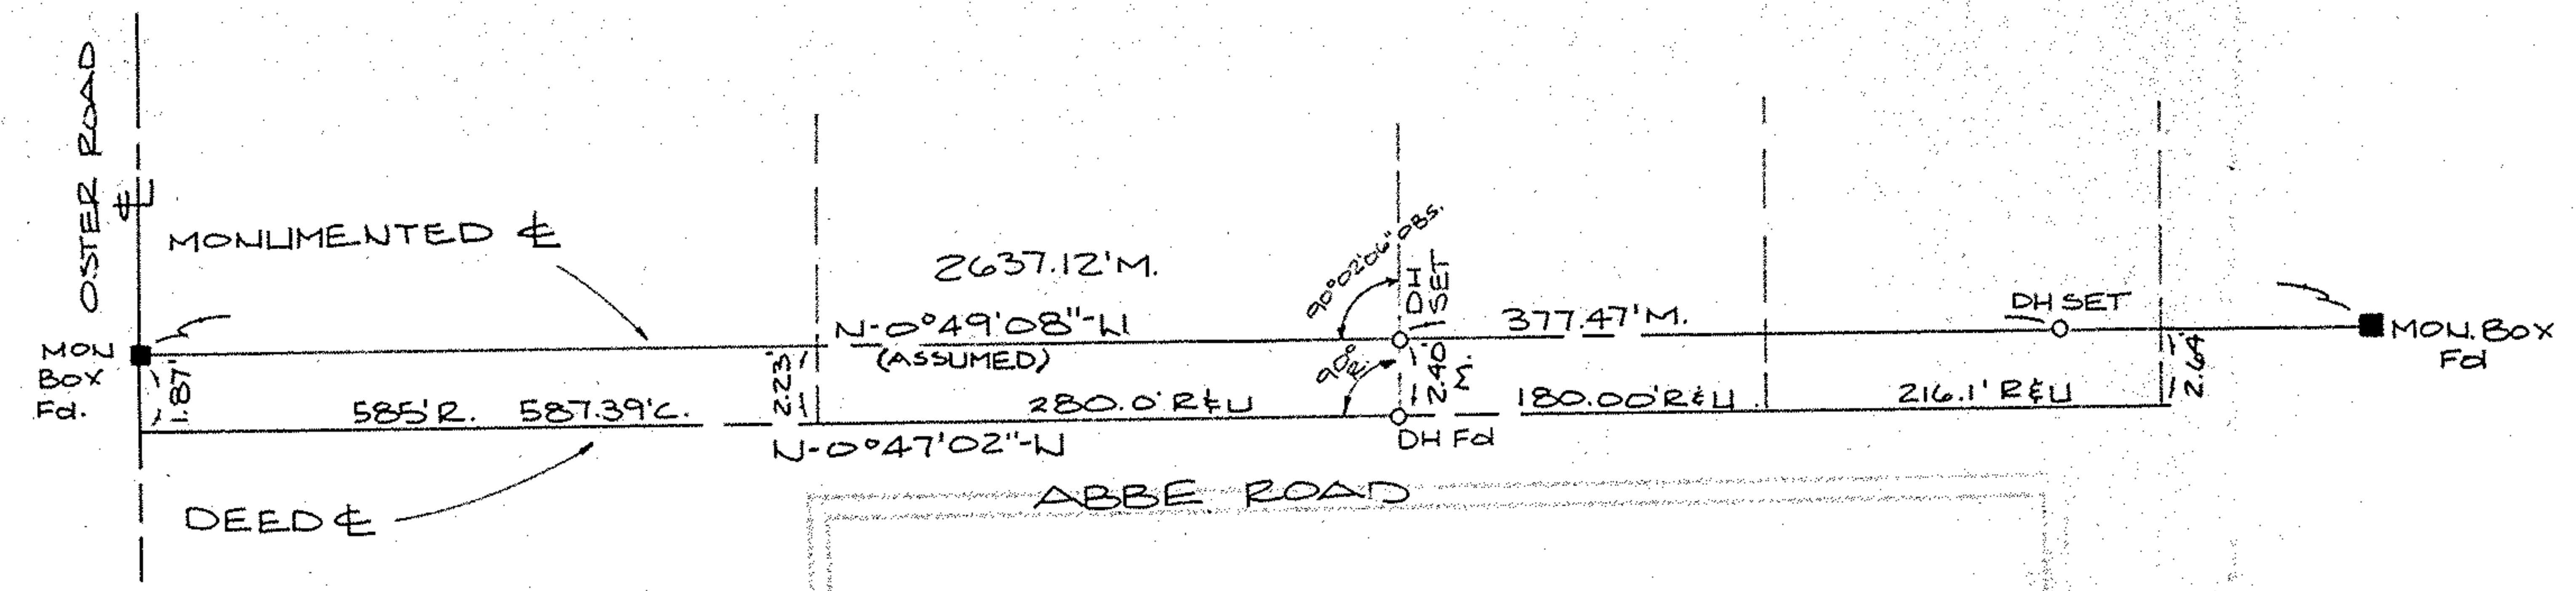 OSTER ROAD
℄
MONUMENTED ℄
2637.12'M.
90°02'06" OBS.
DH
SET
N-0°49'08"-W
(ASSUMED)
377.47'M.
DH SET
MON. BOX
Fd
MON
BOX
Fd.
1.87'
2.23'
90°R.
2.40'
M.
2.64'
585'R. 587.39'C.
280.0'R&U
180.00'R&U
216.1' R&U
N-0°47'02"-W
DH Fd
ABBE ROAD
DEED ℄